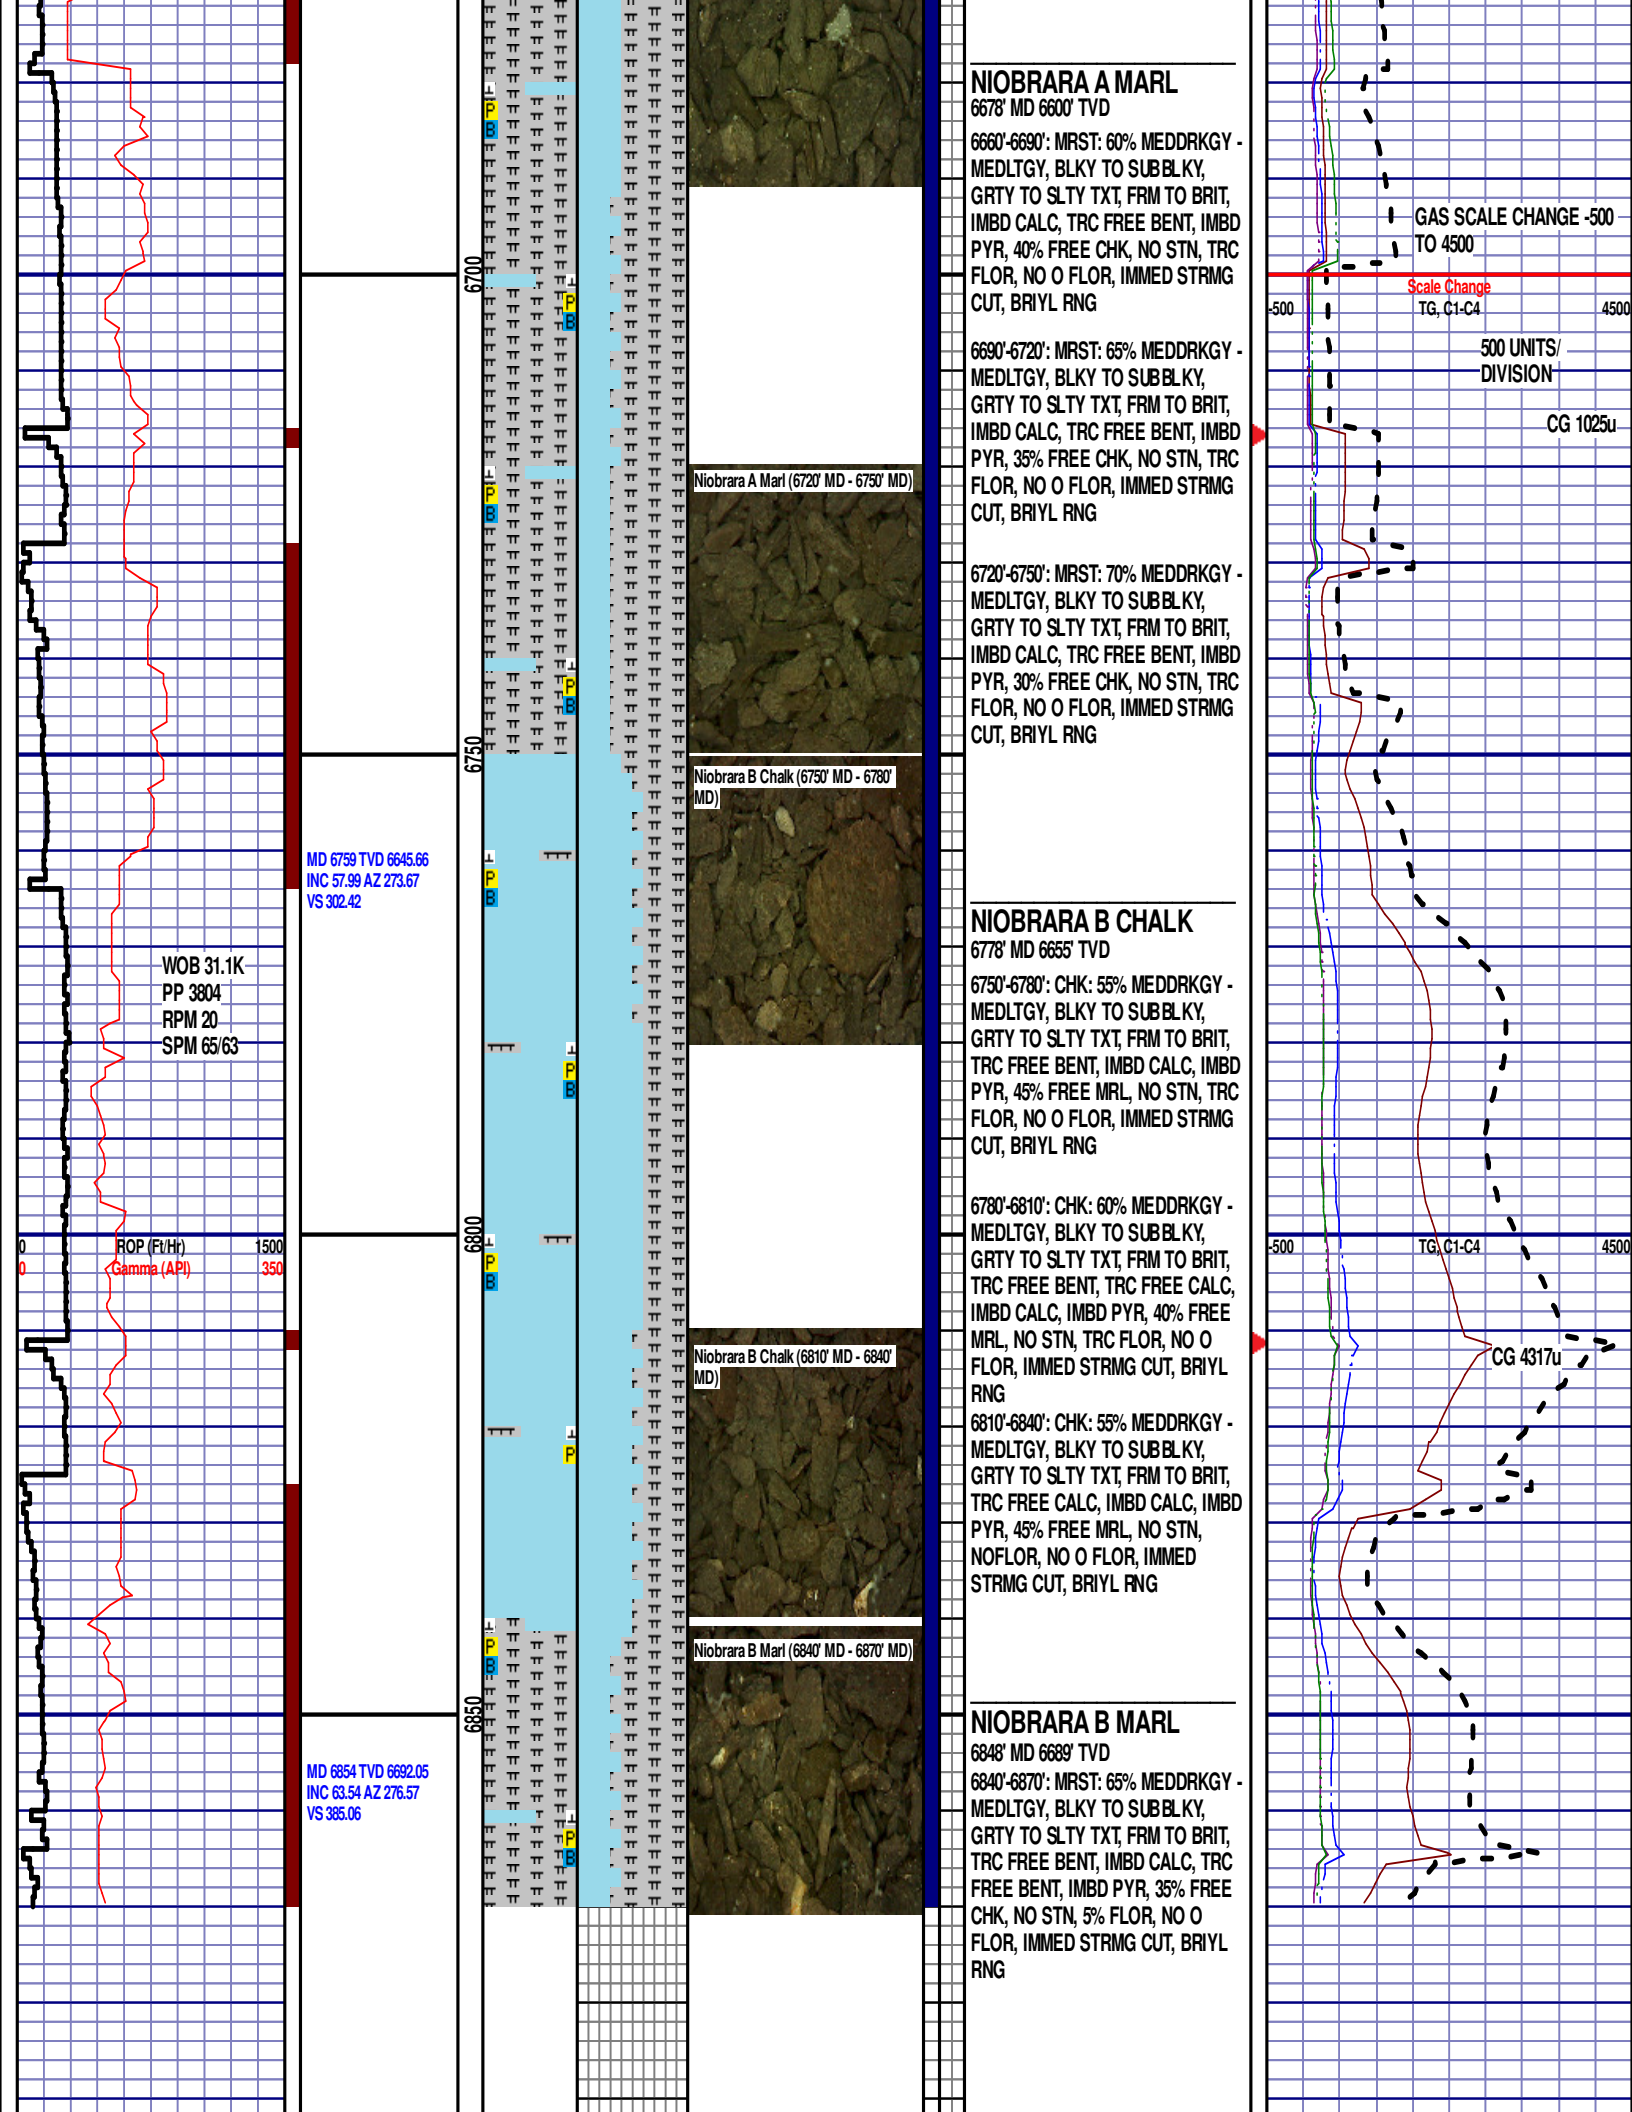 NIOBRARA A MARL
6678' MD 6600' TVD
6660'-6690': MRST: 60% MEDDRKGY -
MEDLTGY, BLKY TO SUBBLKY,
GRTY TO SLTY TXT, FRM TO BRIT,
IMBD CALC, TRC FREE BENT, IMBD
PYR, 40% FREE CHK, NO STN, TRC
FLOR, NO O FLOR, IMMED STRMG
CUT, BRIYL RNG
6690'-6720': MRST: 65% MEDDRKGY -
MEDLTGY, BLKY TO SUBBLKY,
GRTY TO SLTY TXT, FRM TO BRIT,
IMBD CALC, TRC FREE BENT, IMBD
PYR, 35% FREE CHK, NO STN, TRC
FLOR, NO O FLOR, IMMED STRMG
CUT, BRIYL RNG
6720'-6750': MRST: 70% MEDDRKGY -
MEDLTGY, BLKY TO SUBBLKY,
GRTY TO SLTY TXT, FRM TO BRIT,
IMBD CALC, TRC FREE BENT, IMBD
PYR, 30% FREE CHK, NO STN, TRC
FLOR, NO O FLOR, IMMED STRMG
CUT, BRIYL RNG
NIOBRARA B CHALK
6778' MD 6655' TVD
6750'-6780': CHK: 55% MEDDRKGY -
MEDLTGY, BLKY TO SUBBLKY,
GRTY TO SLTY TXT, FRM TO BRIT,
TRC FREE BENT, IMBD CALC, IMBD
PYR, 45% FREE MRL, NO STN, TRC
FLOR, NO O FLOR, IMMED STRMG
CUT, BRIYL RNG
6780'-6810': CHK: 60% MEDDRKGY -
MEDLTGY, BLKY TO SUBBLKY,
GRTY TO SLTY TXT, FRM TO BRIT,
TRC FREE BENT, TRC FREE CALC,
IMBD CALC, IMBD PYR, 40% FREE
MRL, NO STN, TRC FLOR, NO O
FLOR, IMMED STRMG CUT, BRIYL
RNG
6810'-6840': CHK: 55% MEDDRKGY -
MEDLTGY, BLKY TO SUBBLKY,
GRTY TO SLTY TXT, FRM TO BRIT,
TRC FREE CALC, IMBD CALC, IMBD
PYR, 45% FREE MRL, NO STN,
NOFLOR, NO O FLOR, IMMED
STRMG CUT, BRIYL RNG
NIOBRARA B MARL
6848' MD 6689' TVD
6840'-6870': MRST: 65% MEDDRKGY -
MEDLTGY, BLKY TO SUBBLKY,
GRTY TO SLTY TXT, FRM TO BRIT,
TRC FREE BENT, IMBD CALC, TRC
FREE BENT, IMBD PYR, 35% FREE
CHK, NO STN, 5% FLOR, NO O
FLOR, IMMED STRMG CUT, BRIYL
RNG
GAS SCALE CHANGE -500
TO 4500
Scale Change
-500 TG, C1-C4 4500
500 UNITS/
DIVISION
CG 1025u
-500 TG, C1-C4 4500
CG 4317u
Niobrara A Marl (6720' MD - 6750' MD)
Niobrara B Chalk (6750' MD - 6780'
MD)
Niobrara B Chalk (6810' MD - 6840'
MD)
Niobrara B Marl (6840' MD - 6870' MD)
6700
6750
6800
6850
P
B
P
B
P
B
P
B
P
B
P
B
P
B
P
P
B
P
B
MD 6759 TVD 6645.66
INC 57.99 AZ 273.67
VS 302.42
MD 6854 TVD 6692.05
INC 63.54 AZ 276.57
VS 385.06
WOB 31.1K
PP 3804
RPM 20
SPM 65/63
0 ROP (Ft/Hr) 1500
0 Gamma (API) 350